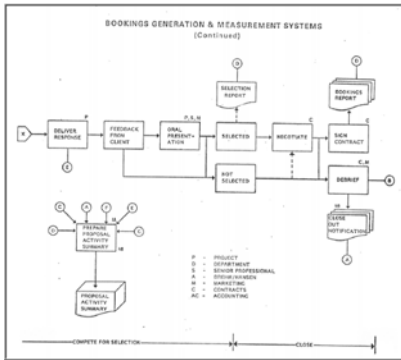 BOOKINGS GENERATION & MEASUREMENT SYSTEMS
(Continued)
D
D
SELECTION
REPORT
BOOKINGS
REPORT
P
P, S, M
C
C
DELIVER
RESPONSE
FEEDBACK
FROM
CLIENT
ORAL
PRESENT-
ATION
SELECTED
NEGOTIATE
SIGN
CONTRACT
C, M
NOT
SELECTED
DEBRIEF
PREPARE
PROPOSAL
ACTIVITY
SUMMARY
M
CLOSE
OUT
NOTIFICATION
A
PROPOSAL
ACTIVITY
SUMMARY
P - PROJECT
D - DEPARTMENT
S - SENIOR PROFESSIONAL
M - MARKETING
C - CONTRACTS
AC - ACCOUNTING
COMPETE FOR SELECTION
CLOSE